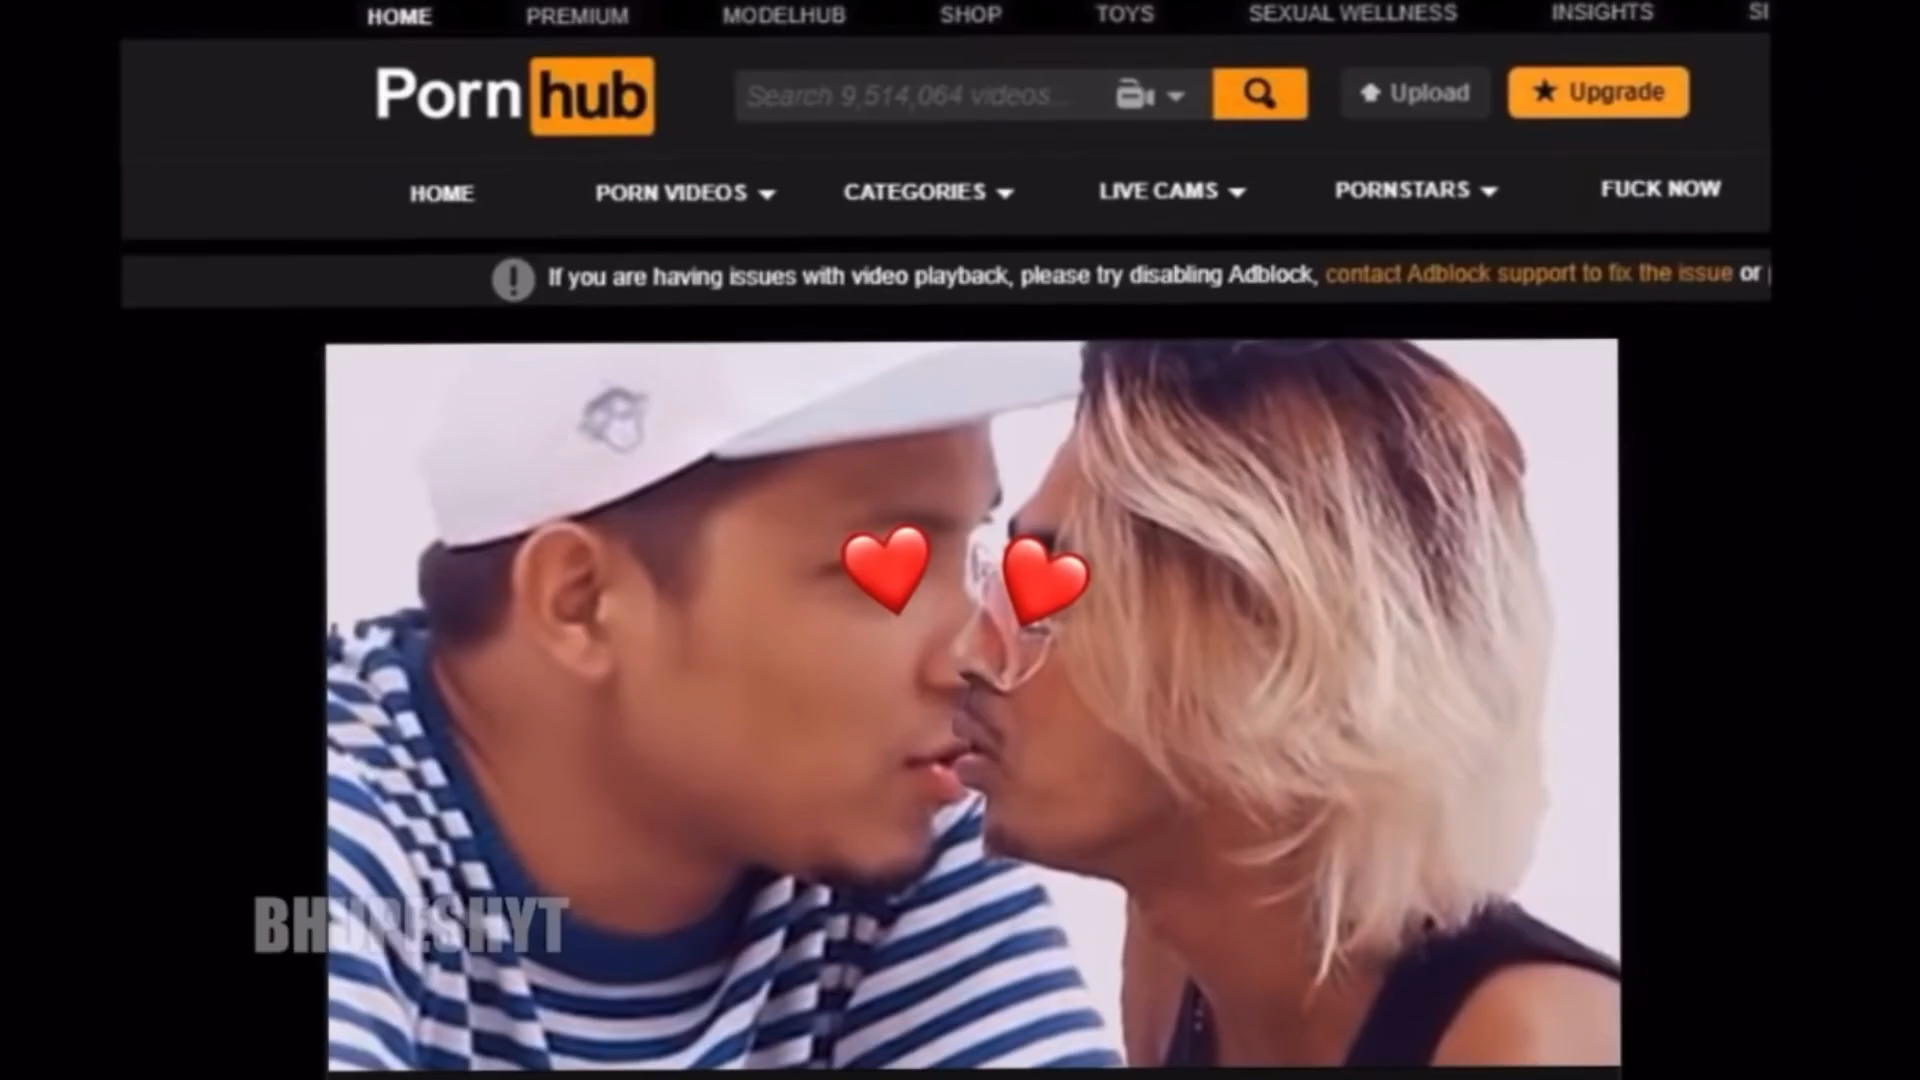 HOME PREMIUM MODELHUB SHOP TOYS SEXUAL WELLNESS INSIGHTS SI
Porn hub Search 9,514,064 videos... Upload Upgrade
HOME PORN VIDEOS CATEGORIES LIVE CAMS PORNSTARS FUCK NOW
If you are having issues with video playback, please try disabling Adblock, contact Adblock support to fix the issue or
BHUPESHYT